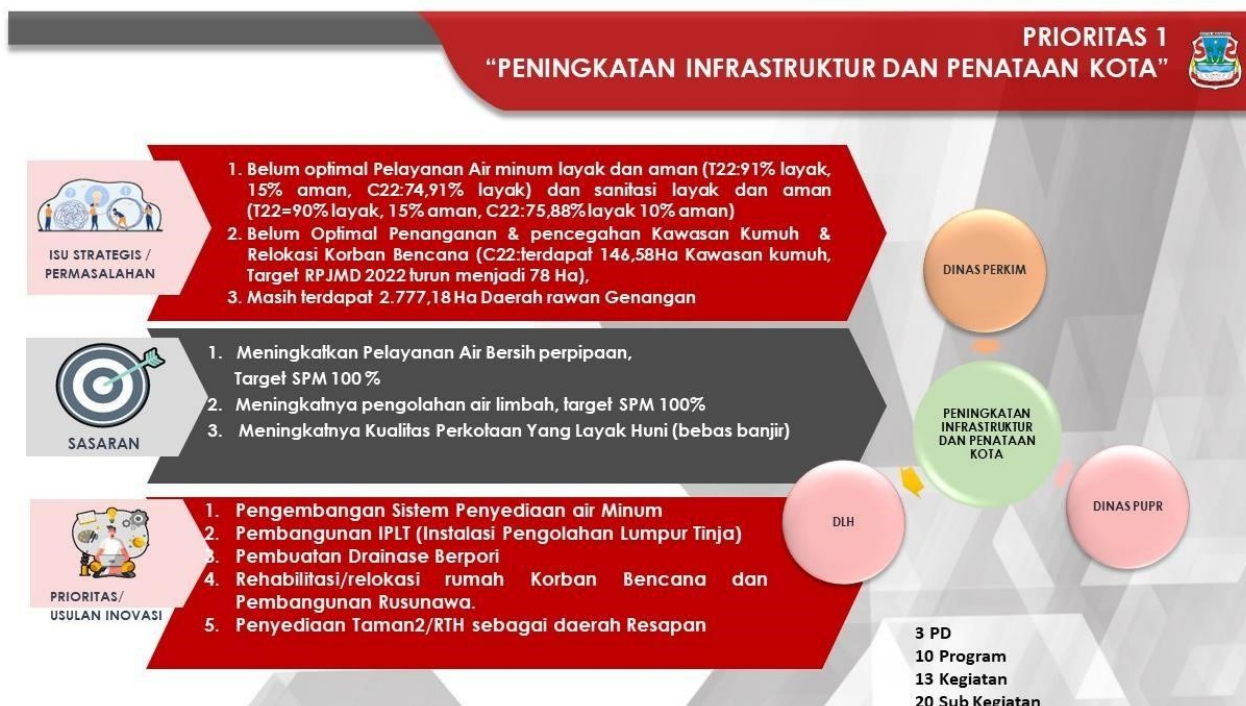 PRIORITAS 1
“PENINGKATAN INFRASTRUKTUR DAN PENATAAN KOTA”
ISU STRATEGIS /
PERMASALAHAN
1. Belum optimal Pelayanan Air minum layak dan aman (T22:91% layak,
15% aman, C22:74,91% layak) dan sanitasi layak dan aman
(T22=90% layak, 15% aman, C22:75,88% layak 10% aman)
2. Belum Optimal Penanganan & pencegahan Kawasan Kumuh &
Relokasi Korban Bencana (C22:terdapat 146,58Ha Kawasan kumuh,
Target RPJMD 2022 turun menjadi 78 Ha),
3. Masih terdapat 2.777,18 Ha Daerah rawan Genangan
SASARAN
1. Meningkatkan Pelayanan Air Bersih perpipaan,
Target SPM 100 %
2. Meningkatnya pengolahan air limbah, target SPM 100%
3. Meningkatnya Kualitas Perkotaan Yang Layak Huni (bebas banjir)
PRIORITAS/
USULAN INOVASI
1. Pengembangan Sistem Penyediaan air Minum
2. Pembangunan IPLT (Instalasi Pengolahan Lumpur Tinja)
3. Pembuatan Drainase Berpori
4. Rehabilitasi/relokasi rumah Korban Bencana dan
Pembangunan Rusunawa.
5. Penyediaan Taman2/RTH sebagai daerah Resapan
DINAS PERKIM
PENINGKATAN
INFRASTRUKTUR
DAN PENATAAN
KOTA
DLH
DINAS PUPR
3 PD
10 Program
13 Kegiatan
20 Sub Kegiatan